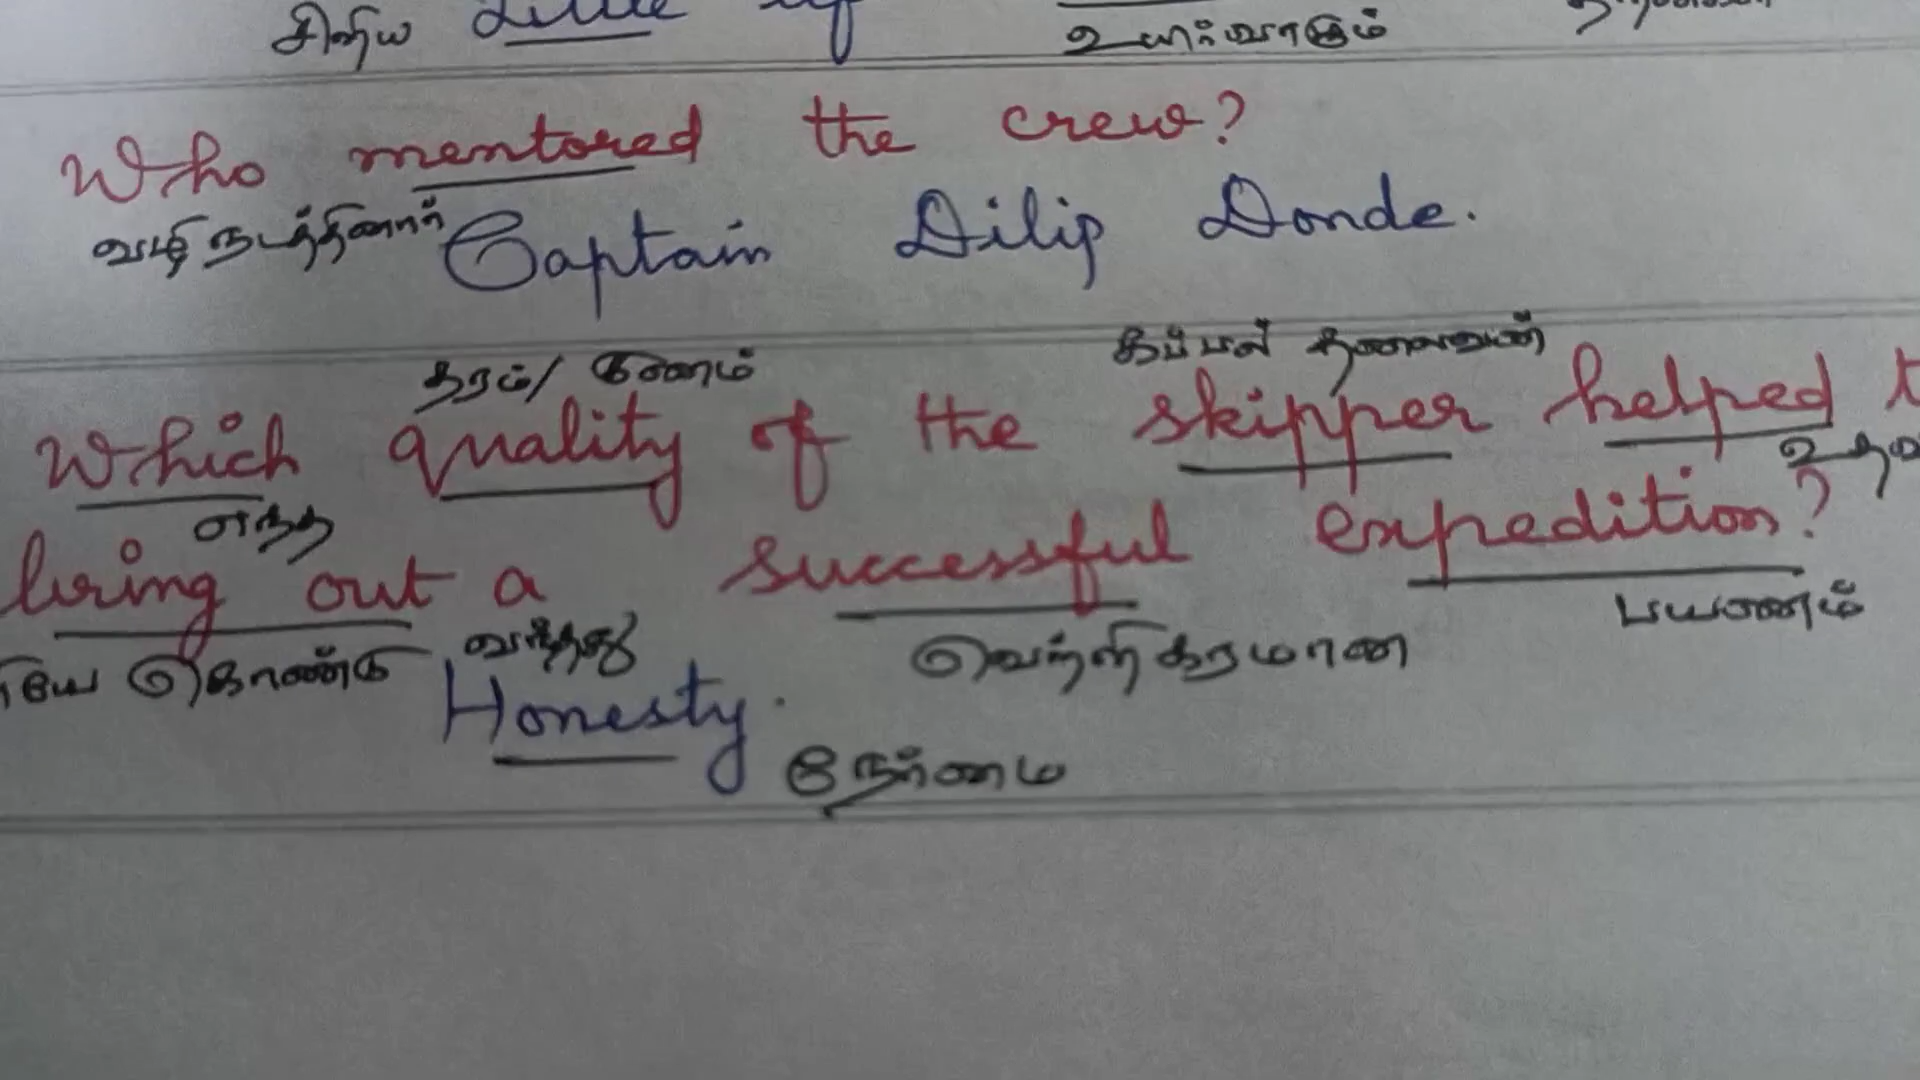 சிறிய
உயர்வாகும்
Who mentored the crew?
வழி நடத்தினார் Captain Dilip Donde.
தரம்/ குணம் கப்பல் தலைவன்
Which quality of the skipper helped
எந்த
bring out a successful expedition?
கொண்டு வந்தது வெற்றிகரமான பயணம்
Honesty.
நேர்மை